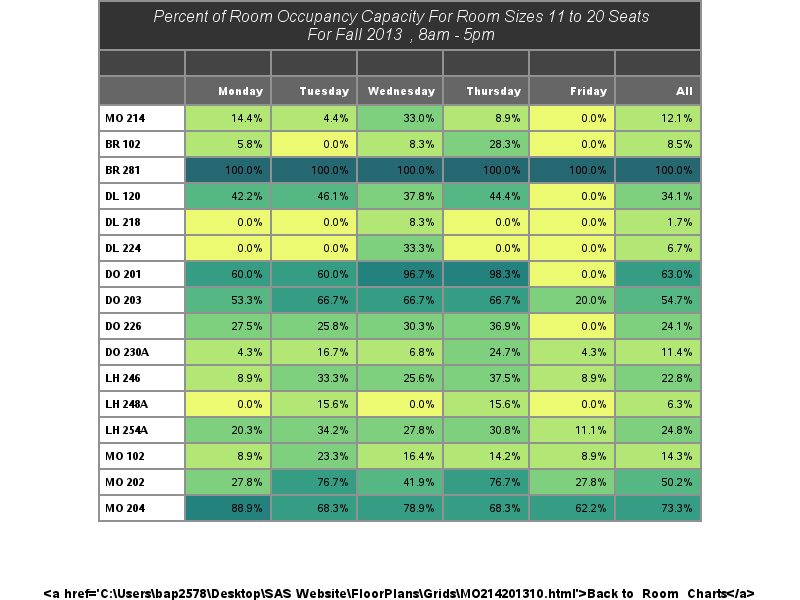 Percent of Room Occupancy Capacity For Room Sizes 11 to 20 Seats
For Fall 2013 , 8am - 5pm
Monday Tuesday Wednesday Thursday Friday All
MO 214 14.4% 4.4% 33.0% 8.9% 0.0% 12.1%
BR 102 5.8% 0.0% 8.3% 28.3% 0.0% 8.5%
BR 281 100.0% 100.0% 100.0% 100.0% 100.0% 100.0%
DL 120 42.2% 46.1% 37.8% 44.4% 0.0% 34.1%
DL 218 0.0% 0.0% 8.3% 0.0% 0.0% 1.7%
DL 224 0.0% 0.0% 33.3% 0.0% 0.0% 6.7%
DO 201 60.0% 60.0% 96.7% 98.3% 0.0% 63.0%
DO 203 53.3% 66.7% 66.7% 66.7% 20.0% 54.7%
DO 226 27.5% 25.8% 30.3% 36.9% 0.0% 24.1%
DO 230A 4.3% 16.7% 6.8% 24.7% 4.3% 11.4%
LH 246 8.9% 33.3% 25.6% 37.5% 8.9% 22.8%
LH 248A 0.0% 15.6% 0.0% 15.6% 0.0% 6.3%
LH 254A 20.3% 34.2% 27.8% 30.8% 11.1% 24.8%
MO 102 8.9% 23.3% 16.4% 14.2% 8.9% 14.3%
MO 202 27.8% 76.7% 41.9% 76.7% 27.8% 50.2%
MO 204 88.9% 68.3% 78.9% 68.3% 62.2% 73.3%
<a href='C:\Users\bap2578\Desktop\SAS Website\FloorPlans\Grids\MO214201310.html'>Back to Room Charts</a>